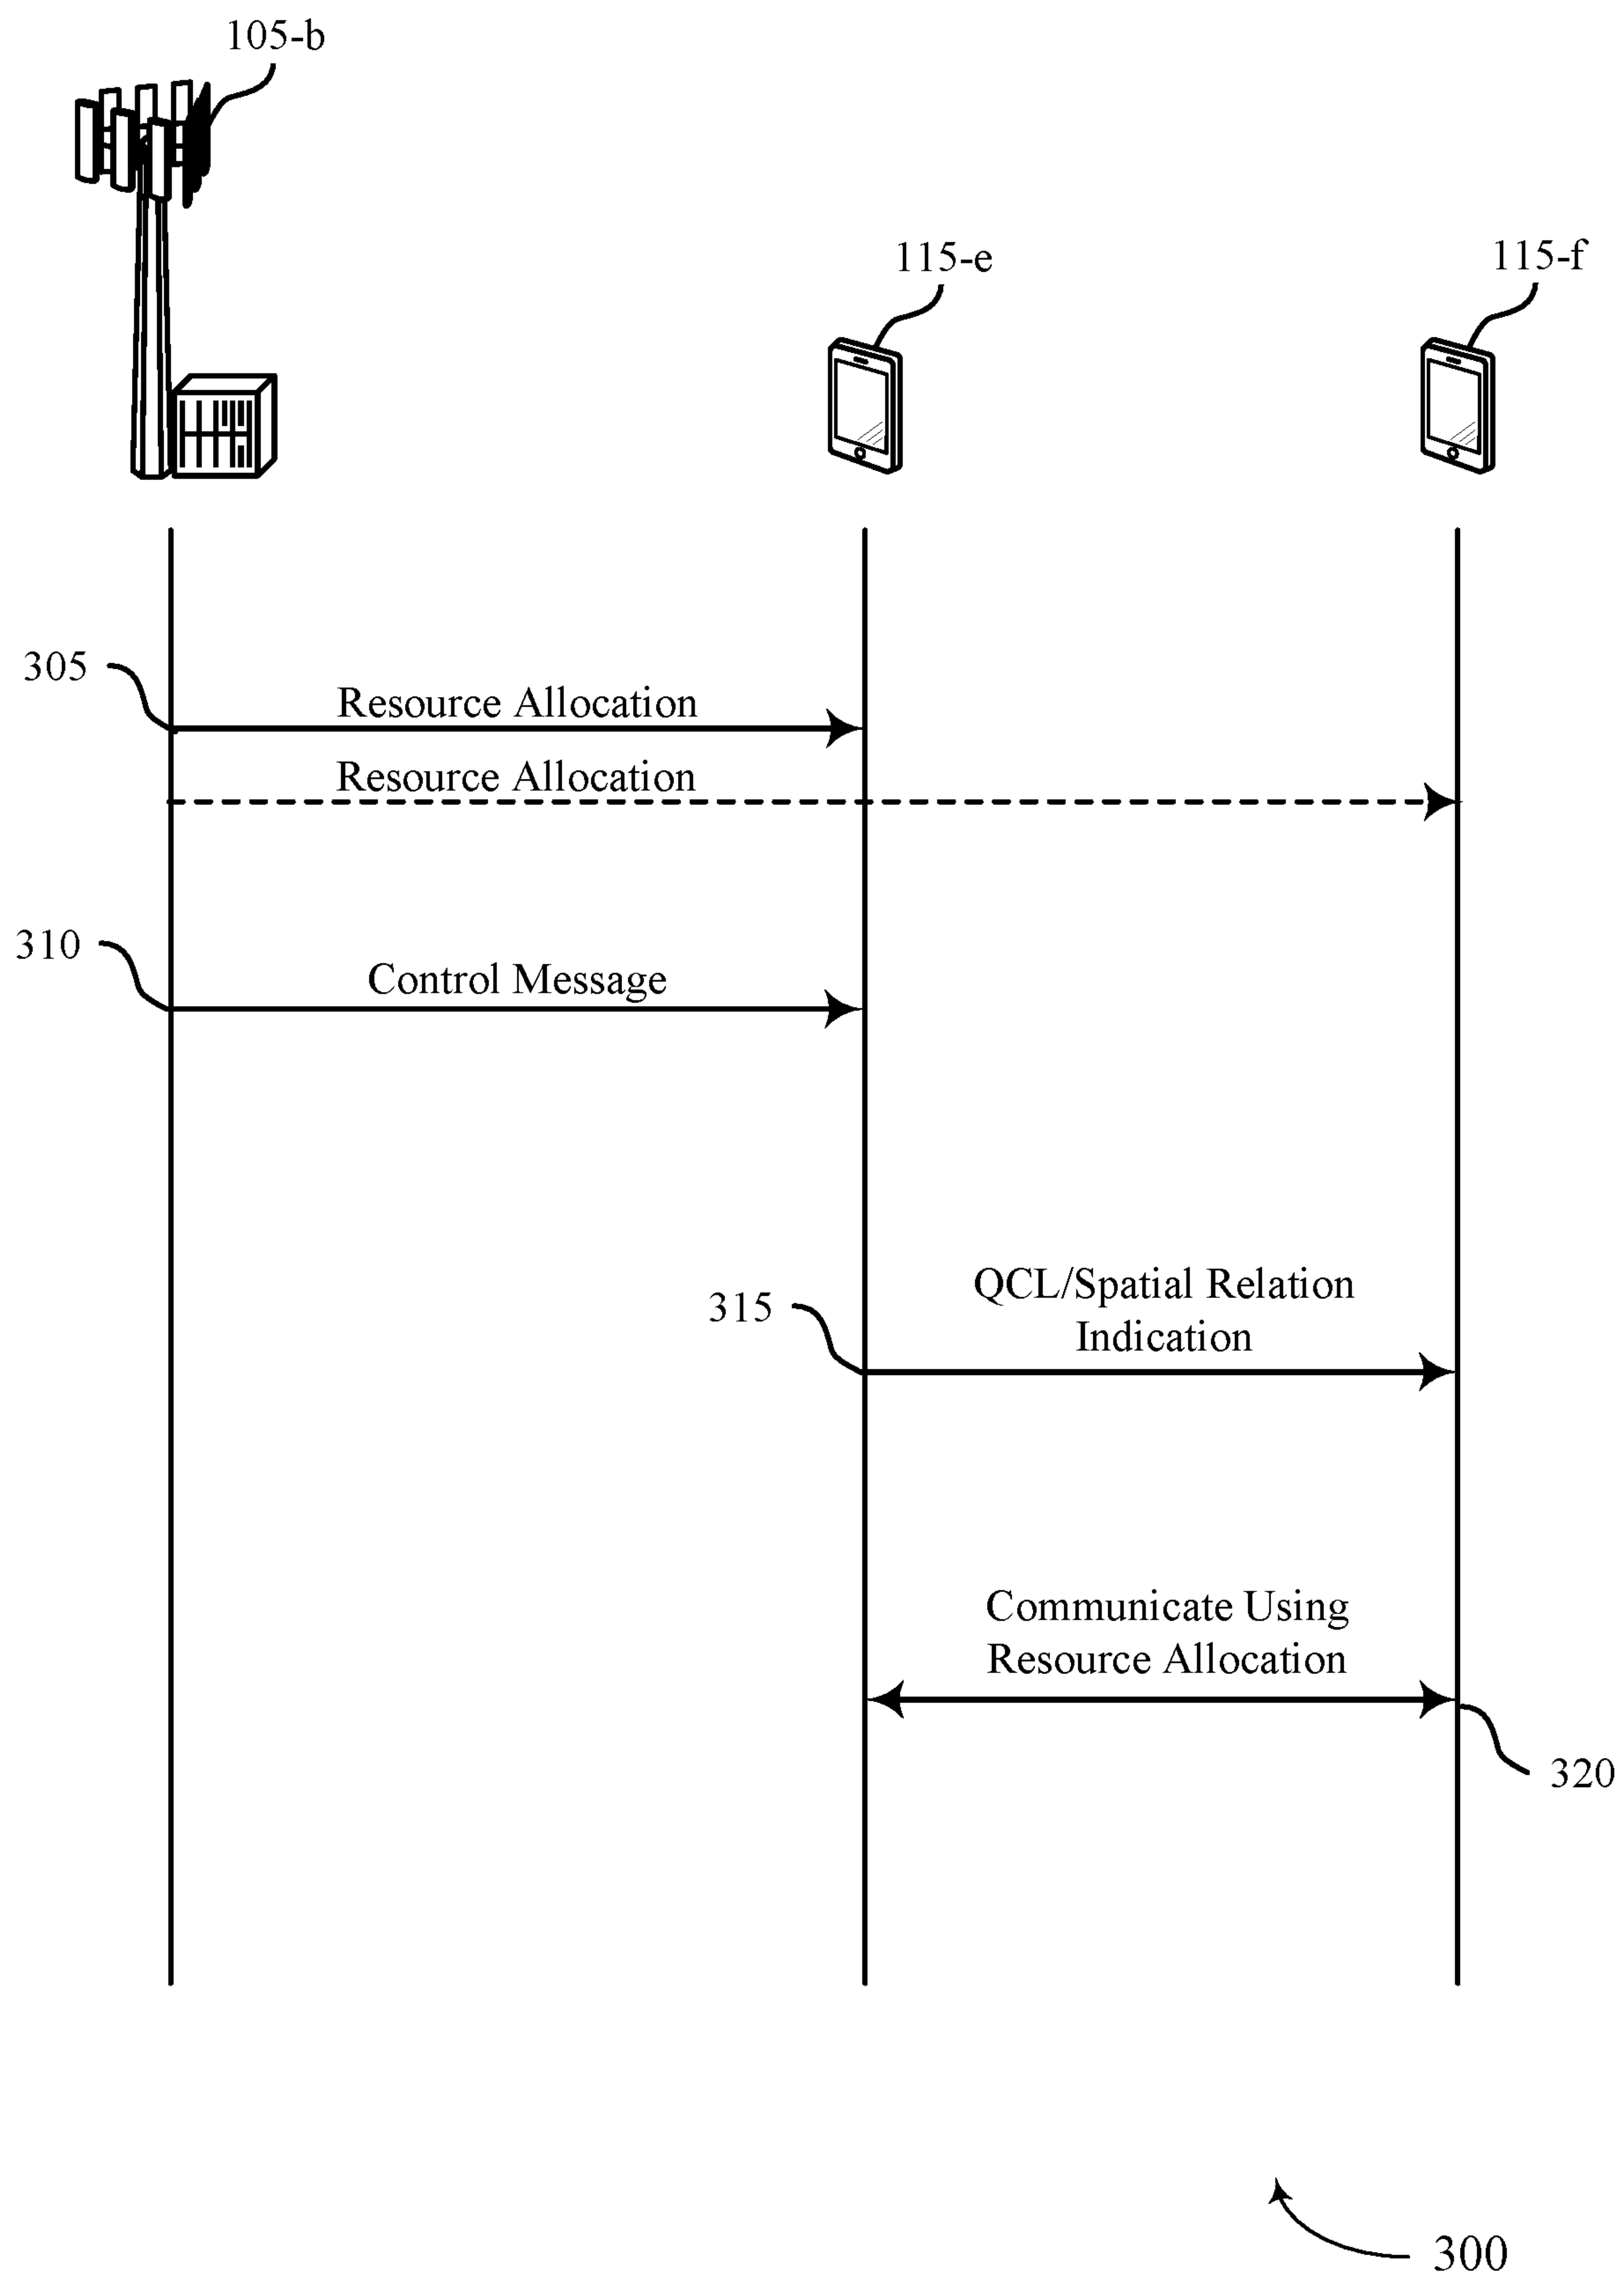 105-b
115-e
115-f
305
Resource Allocation
Resource Allocation
310
Control Message
315
QCL/Spatial Relation
Indication
Communicate Using
Resource Allocation
320
300